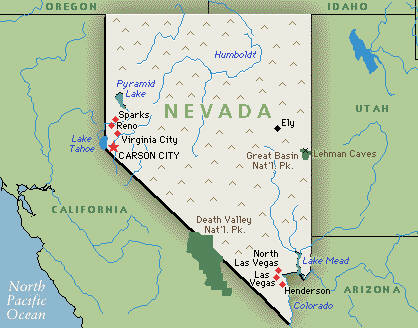 OREGON
IDAHO
Humboldt
Pyramid
Lake
NEVADA
UTAH
Sparks
Reno
Ely
Virginia City
Lake
Tahoe
CARSON CITY
Great Basin
Nat'l. Pk.
Lehman Caves
CALIFORNIA
Death Valley
Nat'l. Pk.
North
Las Vegas
Lake Mead
Las
Vegas
Henderson
ARIZONA
Colorado
North
Pacific
Ocean